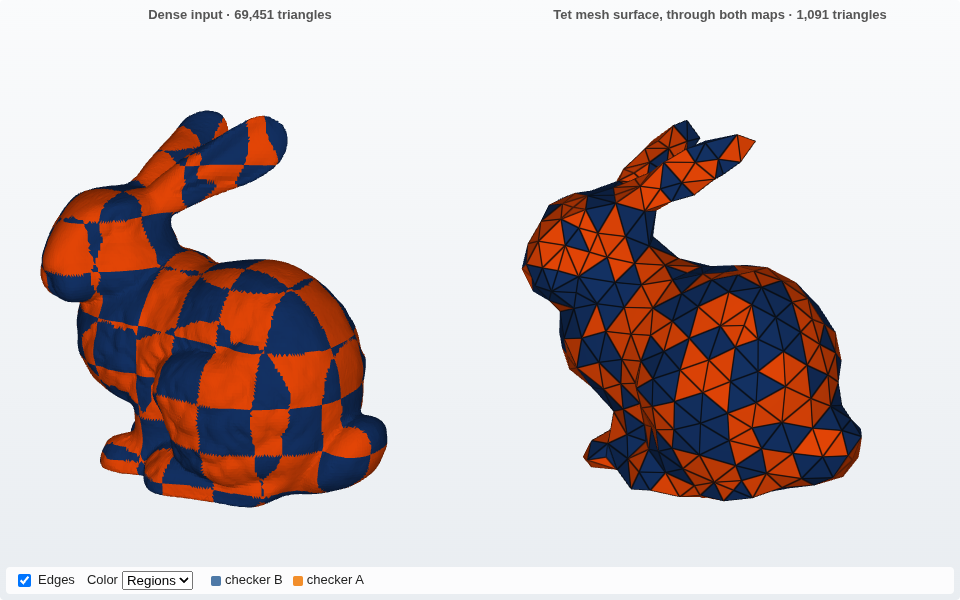 Dense input · 69,451 triangles
Tet mesh surface, through both maps · 1,091 triangles
Edges Color Regions checker B checker A